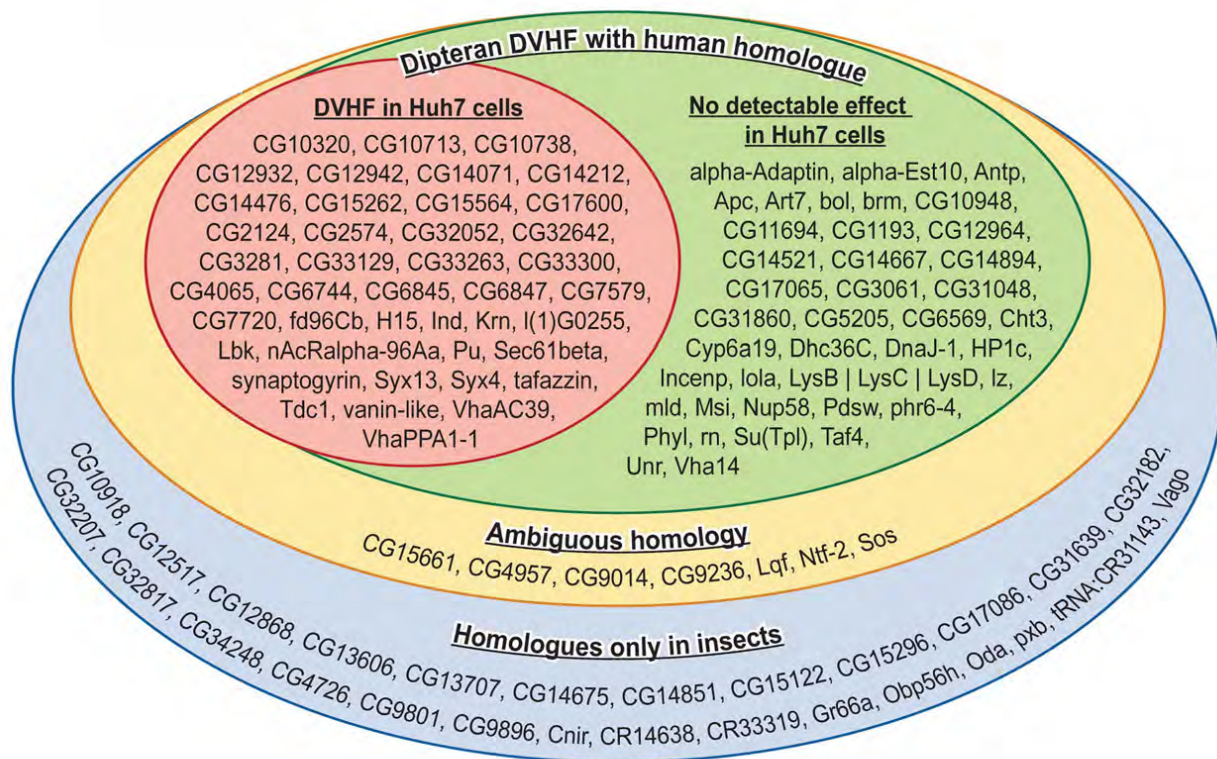 Dipteran DVHF with human homologue
DVHF in Huh7 cells
CG10320, CG10713, CG10738,
CG12932, CG12942, CG14071, CG14212,
CG14476, CG15262, CG15564, CG17600,
CG2124, CG2574, CG32052, CG32642,
CG3281, CG33129, CG33263, CG33300,
CG4065, CG6744, CG6845, CG6847, CG7579,
CG7720, fd96Cb, H15, Ind, Krn, l(1)G0255,
Lbk, nAcRalpha-96Aa, Pu, Sec61beta,
synaptogyrin, Syx13, Syx4, tafazzin,
Tdc1, vanin-like, VhaAC39,
VhaPPA1-1
No detectable effect
in Huh7 cells
alpha-Adaptin, alpha-Est10, Antp,
Apc, Art7, bol, brm, CG10948,
CG11694, CG1193, CG12964,
CG14521, CG14667, CG14894,
CG17065, CG3061, CG31048,
CG31860, CG5205, CG6569, Cht3,
Cyp6a19, Dhc36C, DnaJ-1, HP1c,
Incenp, lola, LysB | LysC | LysD, lz,
mld, Msi, Nup58, Pdsw, phr6-4,
Phyl, rn, Su(Tpl), Taf4,
Unr, Vha14
Ambiguous homology
CG15661, CG4957, CG9014, CG9236, Lqf, Ntf-2, Sos
Homologues only in insects
CG10918, CG12517, CG12868, CG13606, CG13707, CG14675, CG14851, CG15122, CG15296, CG17086, CG31639, CG32182,
CG32207, CG32817, CG34248, CG4726, CG9801, CG9896, Cnir, CR14638, CR33319, Gr66a, Obp56h, Oda, pxb, tRNA:CR31143, Vago